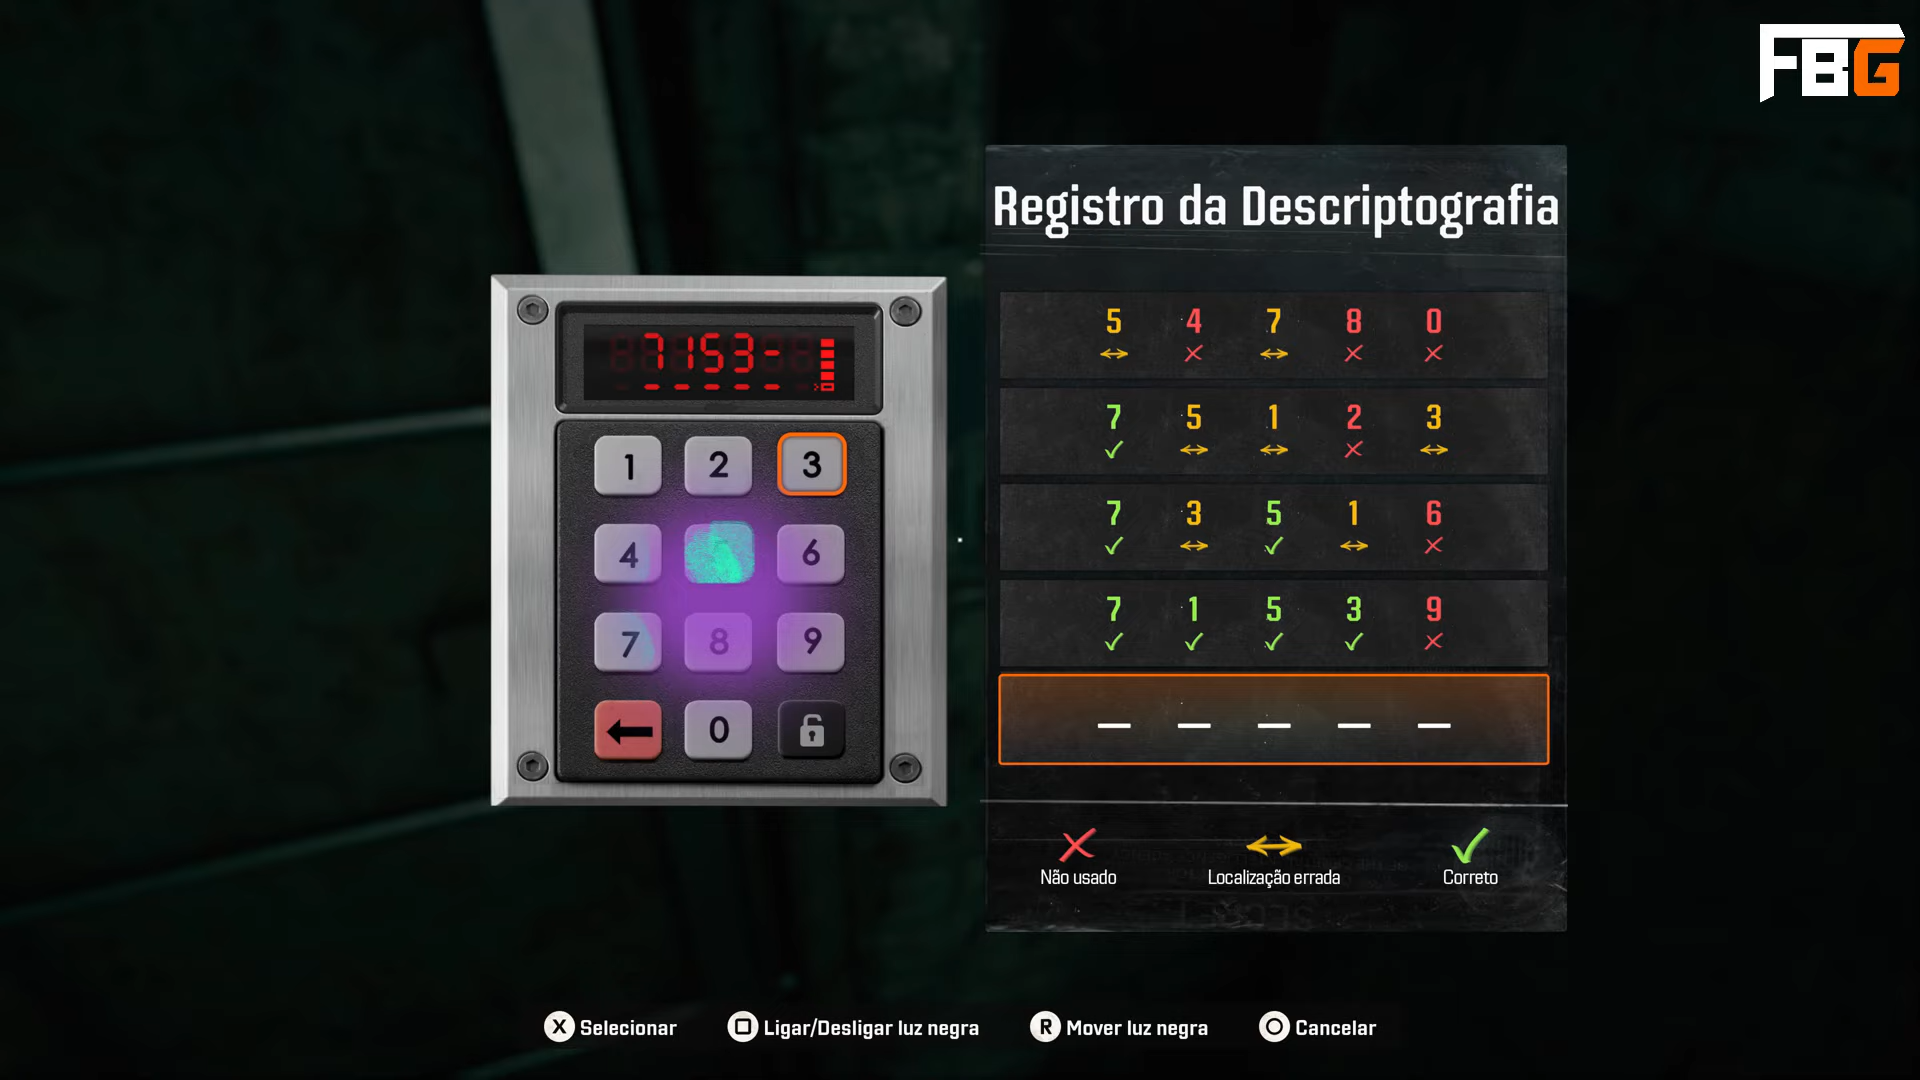 FBG
Registro da Descriptografia
7153-
5 4 7 8 0
7 5 1 2 3
7 3 5 1 6
7 1 5 3 9
1 2 3
4 6
7 8 9
0
Não usado
Localização errada
Correto
X Selecionar
Ligar/Desligar luz negra
R Mover luz negra
Cancelar